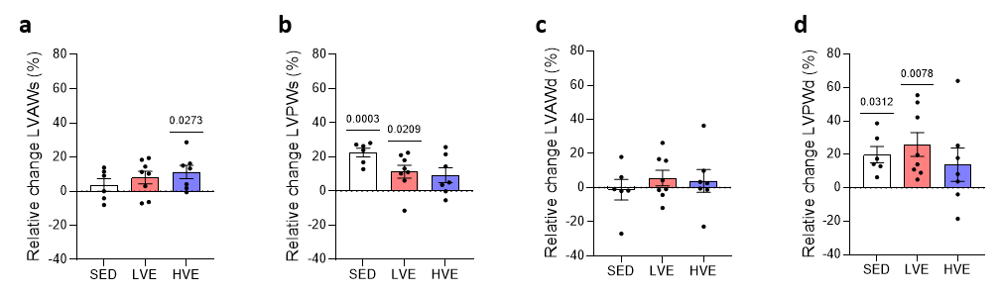 a
Relative change LVAWs (%)
80
60
40
20
0
-20
-40
0.0273
SED LVE HVE
b
Relative change LVPWs (%)
80
60
40
20
0
-20
-40
0.0003
0.0209
SED LVE HVE
c
Relative change LVAWd (%)
80
60
40
20
0
-20
-40
SED LVE HVE
d
Relative change LVPWd (%)
80
60
40
20
0
-20
-40
0.0312
0.0078
SED LVE HVE